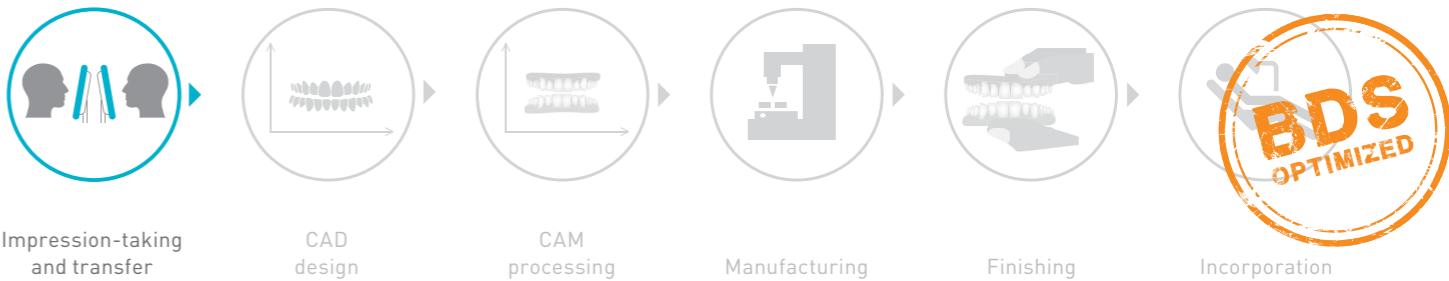 BDS
OPTIMIZED
Impression-taking
and transfer
CAD
design
CAM
processing
Manufacturing
Finishing
Incorporation